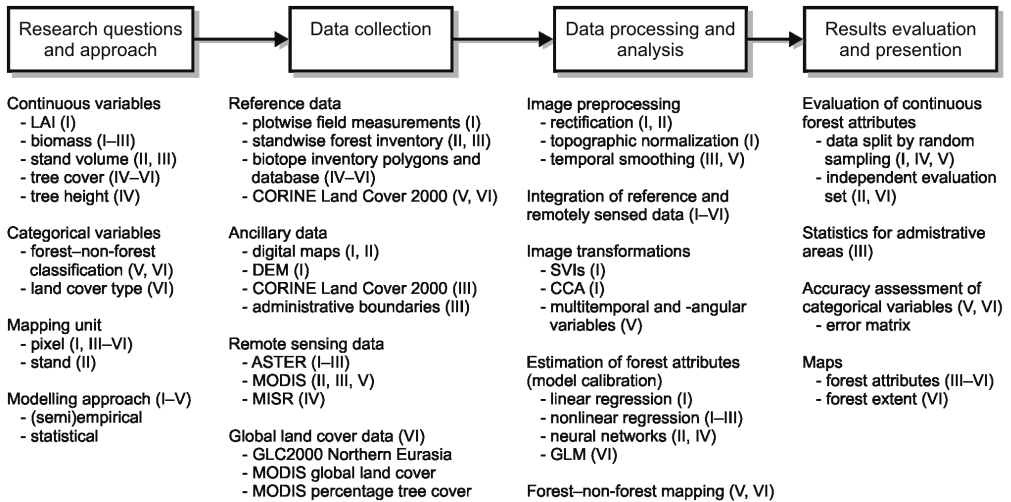 Research questions
and approach
Data collection
Data processing and
analysis
Results evaluation
and presention
Continuous variables
- LAI (I)
- biomass (I–III)
- stand volume (II, III)
- tree cover (IV–VI)
- tree height (IV)
Categorical variables
- forest–non-forest
classification (V, VI)
- land cover type (VI)
Mapping unit
- pixel (I, III–VI)
- stand (II)
Modelling approach (I–V)
- (semi)empirical
- statistical
Reference data
- plotwise field measurements (I)
- standwise forest inventory (II, III)
- biotope inventory polygons and
database (IV–VI)
- CORINE Land Cover 2000 (V, VI)
Ancillary data
- digital maps (I, II)
- DEM (I)
- CORINE Land Cover 2000 (III)
- administrative boundaries (III)
Remote sensing data
- ASTER (I–III)
- MODIS (II, III, V)
- MISR (IV)
Global land cover data (VI)
- GLC2000 Northern Eurasia
- MODIS global land cover
- MODIS percentage tree cover
Image preprocessing
- rectification (I, II)
- topographic normalization (I)
- temporal smoothing (III, V)
Integration of reference and
remotely sensed data (I–VI)
Image transformations
- SVIs (I)
- CCA (I)
- multitemporal and -angular
variables (V)
Estimation of forest attributes
(model calibration)
- linear regression (I)
- nonlinear regression (I–III)
- neural networks (II, IV)
- GLM (VI)
Forest–non-forest mapping (V, VI)
Evaluation of continuous
forest attributes
- data split by random
sampling (I, IV, V)
- independent evaluation
set (II, VI)
Statistics for admistrative
areas (III)
Accuracy assessment of
categorical variables (V, VI)
- error matrix
Maps
- forest attributes (III–VI)
- forest extent (VI)